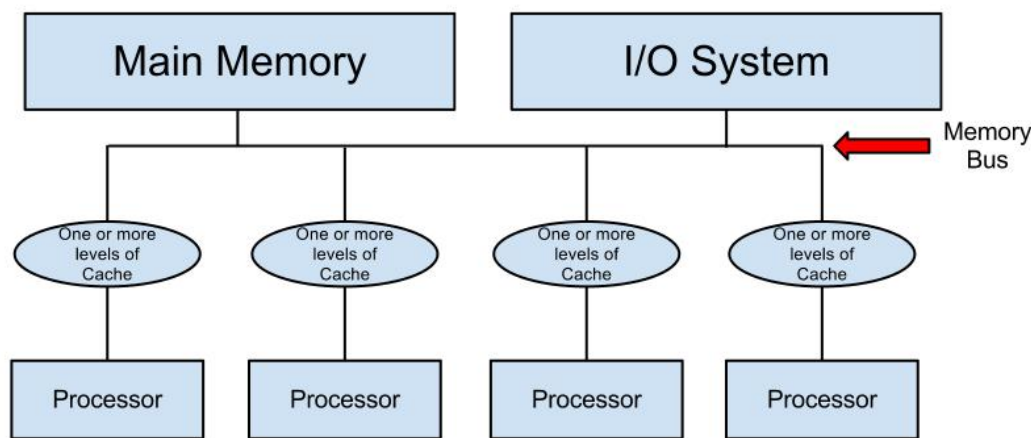 Main Memory
I/O System
Memory
Bus
One or more
levels of
Cache
One or more
levels of
Cache
One or more
levels of
Cache
One or more
levels of
Cache
Processor
Processor
Processor
Processor